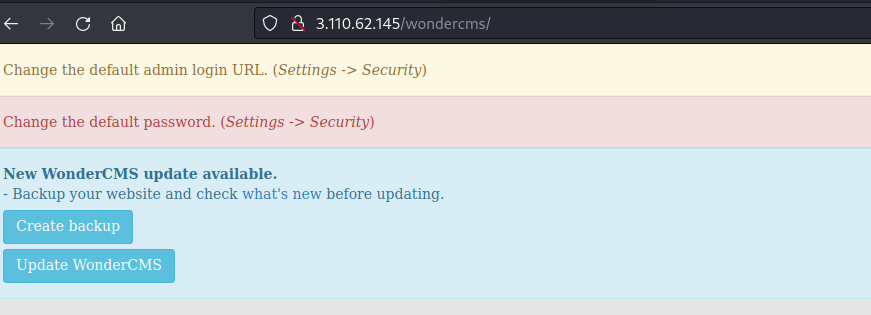 3.110.62.145/wondercms/
Change the default admin login URL. (Settings -> Security)
Change the default password. (Settings -> Security)
New WonderCMS update available.
- Backup your website and check what's new before updating.
Create backup
Update WonderCMS